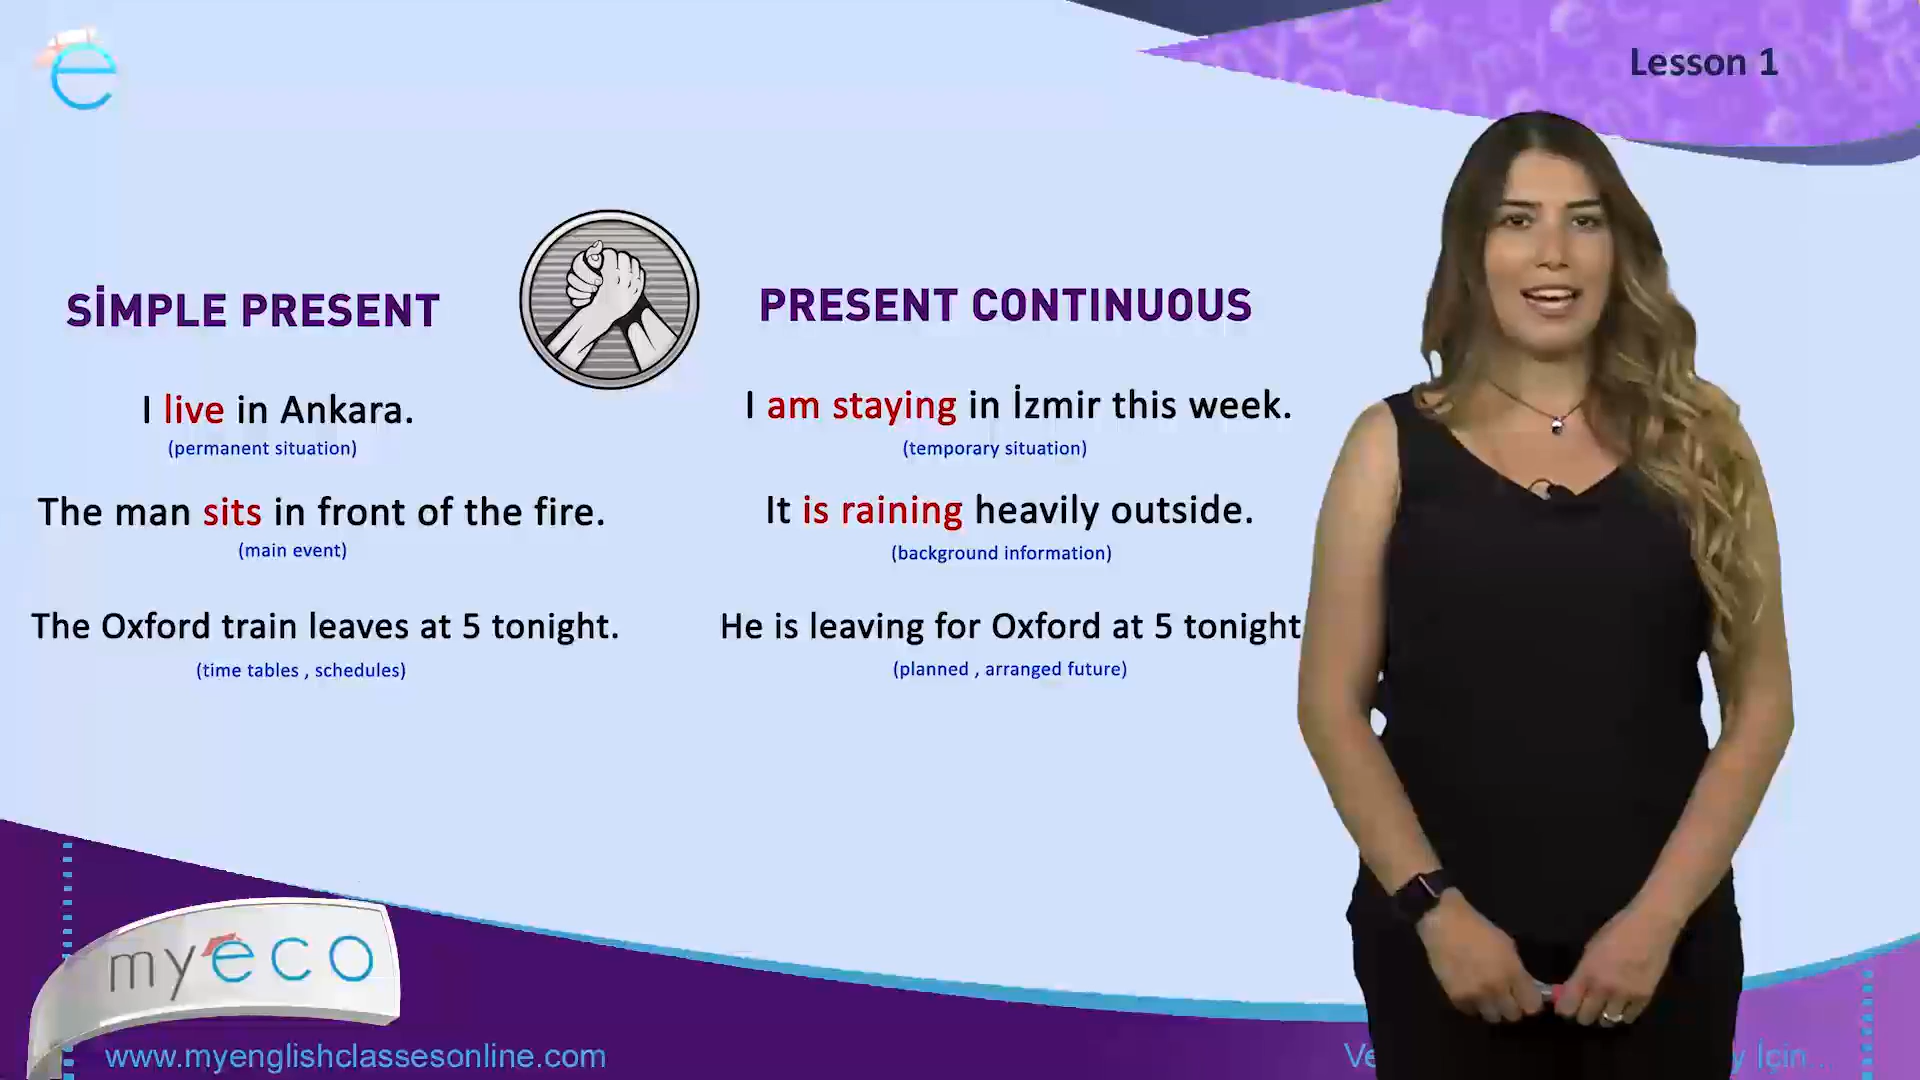 Lesson 1
SİMPLE PRESENT
PRESENT CONTINUOUS
I live in Ankara.
(permanent situation)
I am staying in İzmir this week.
(temporary situation)
The man sits in front of the fire.
(main event)
It is raining heavily outside.
(background information)
The Oxford train leaves at 5 tonight.
(time tables , schedules)
He is leaving for Oxford at 5 tonight
(planned , arranged future)
myeco
www.myenglishclassesonline.com
İçin...